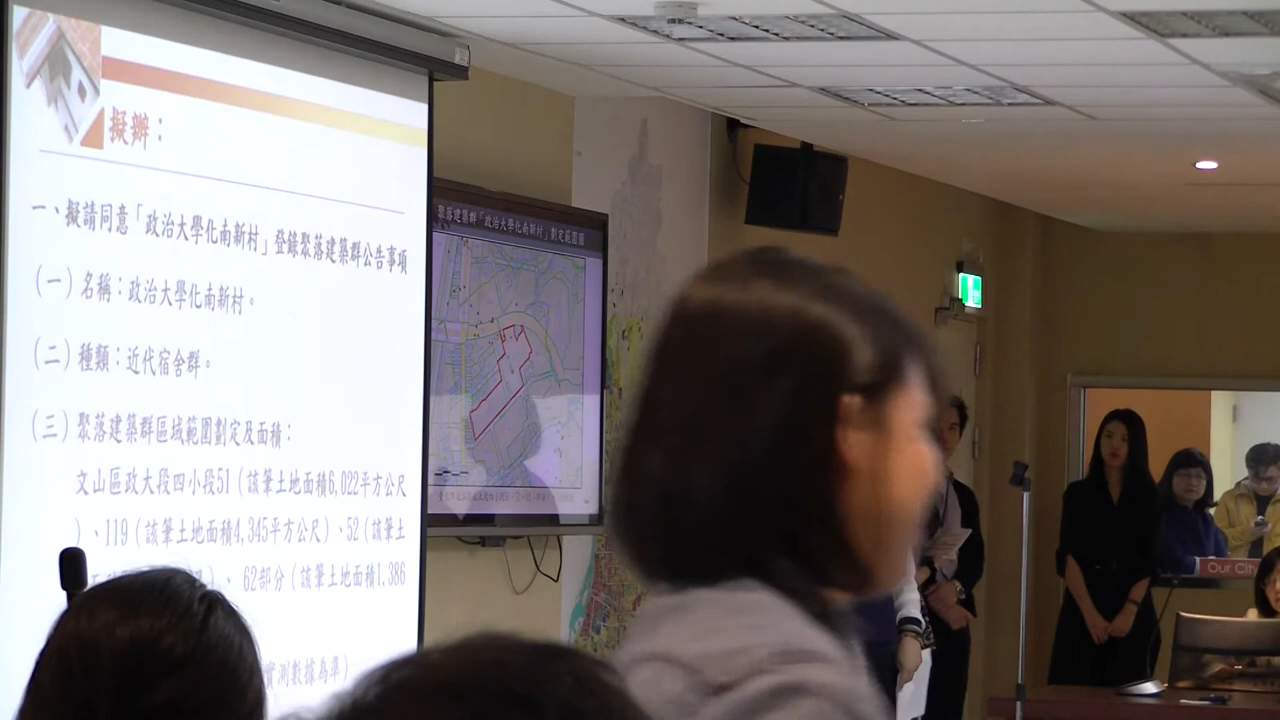 擬辦：
一、擬請同意「政治大學化南新村」登錄聚落建築群公告事項
(一)名稱：政治大學化南新村。
(二)種類：近代宿舍群。
(三)聚落建築群區域範圍劃定及面積：
文山區政大段四小段51（該筆土地面積6,022平方公尺
）、119（該筆土地面積4,345平方公尺）、52（該筆土
、 62部分（該筆土地面積1,386
實測數據為準）
聚落建築群「政治大學化南新村」劃定範圍圖
Our City